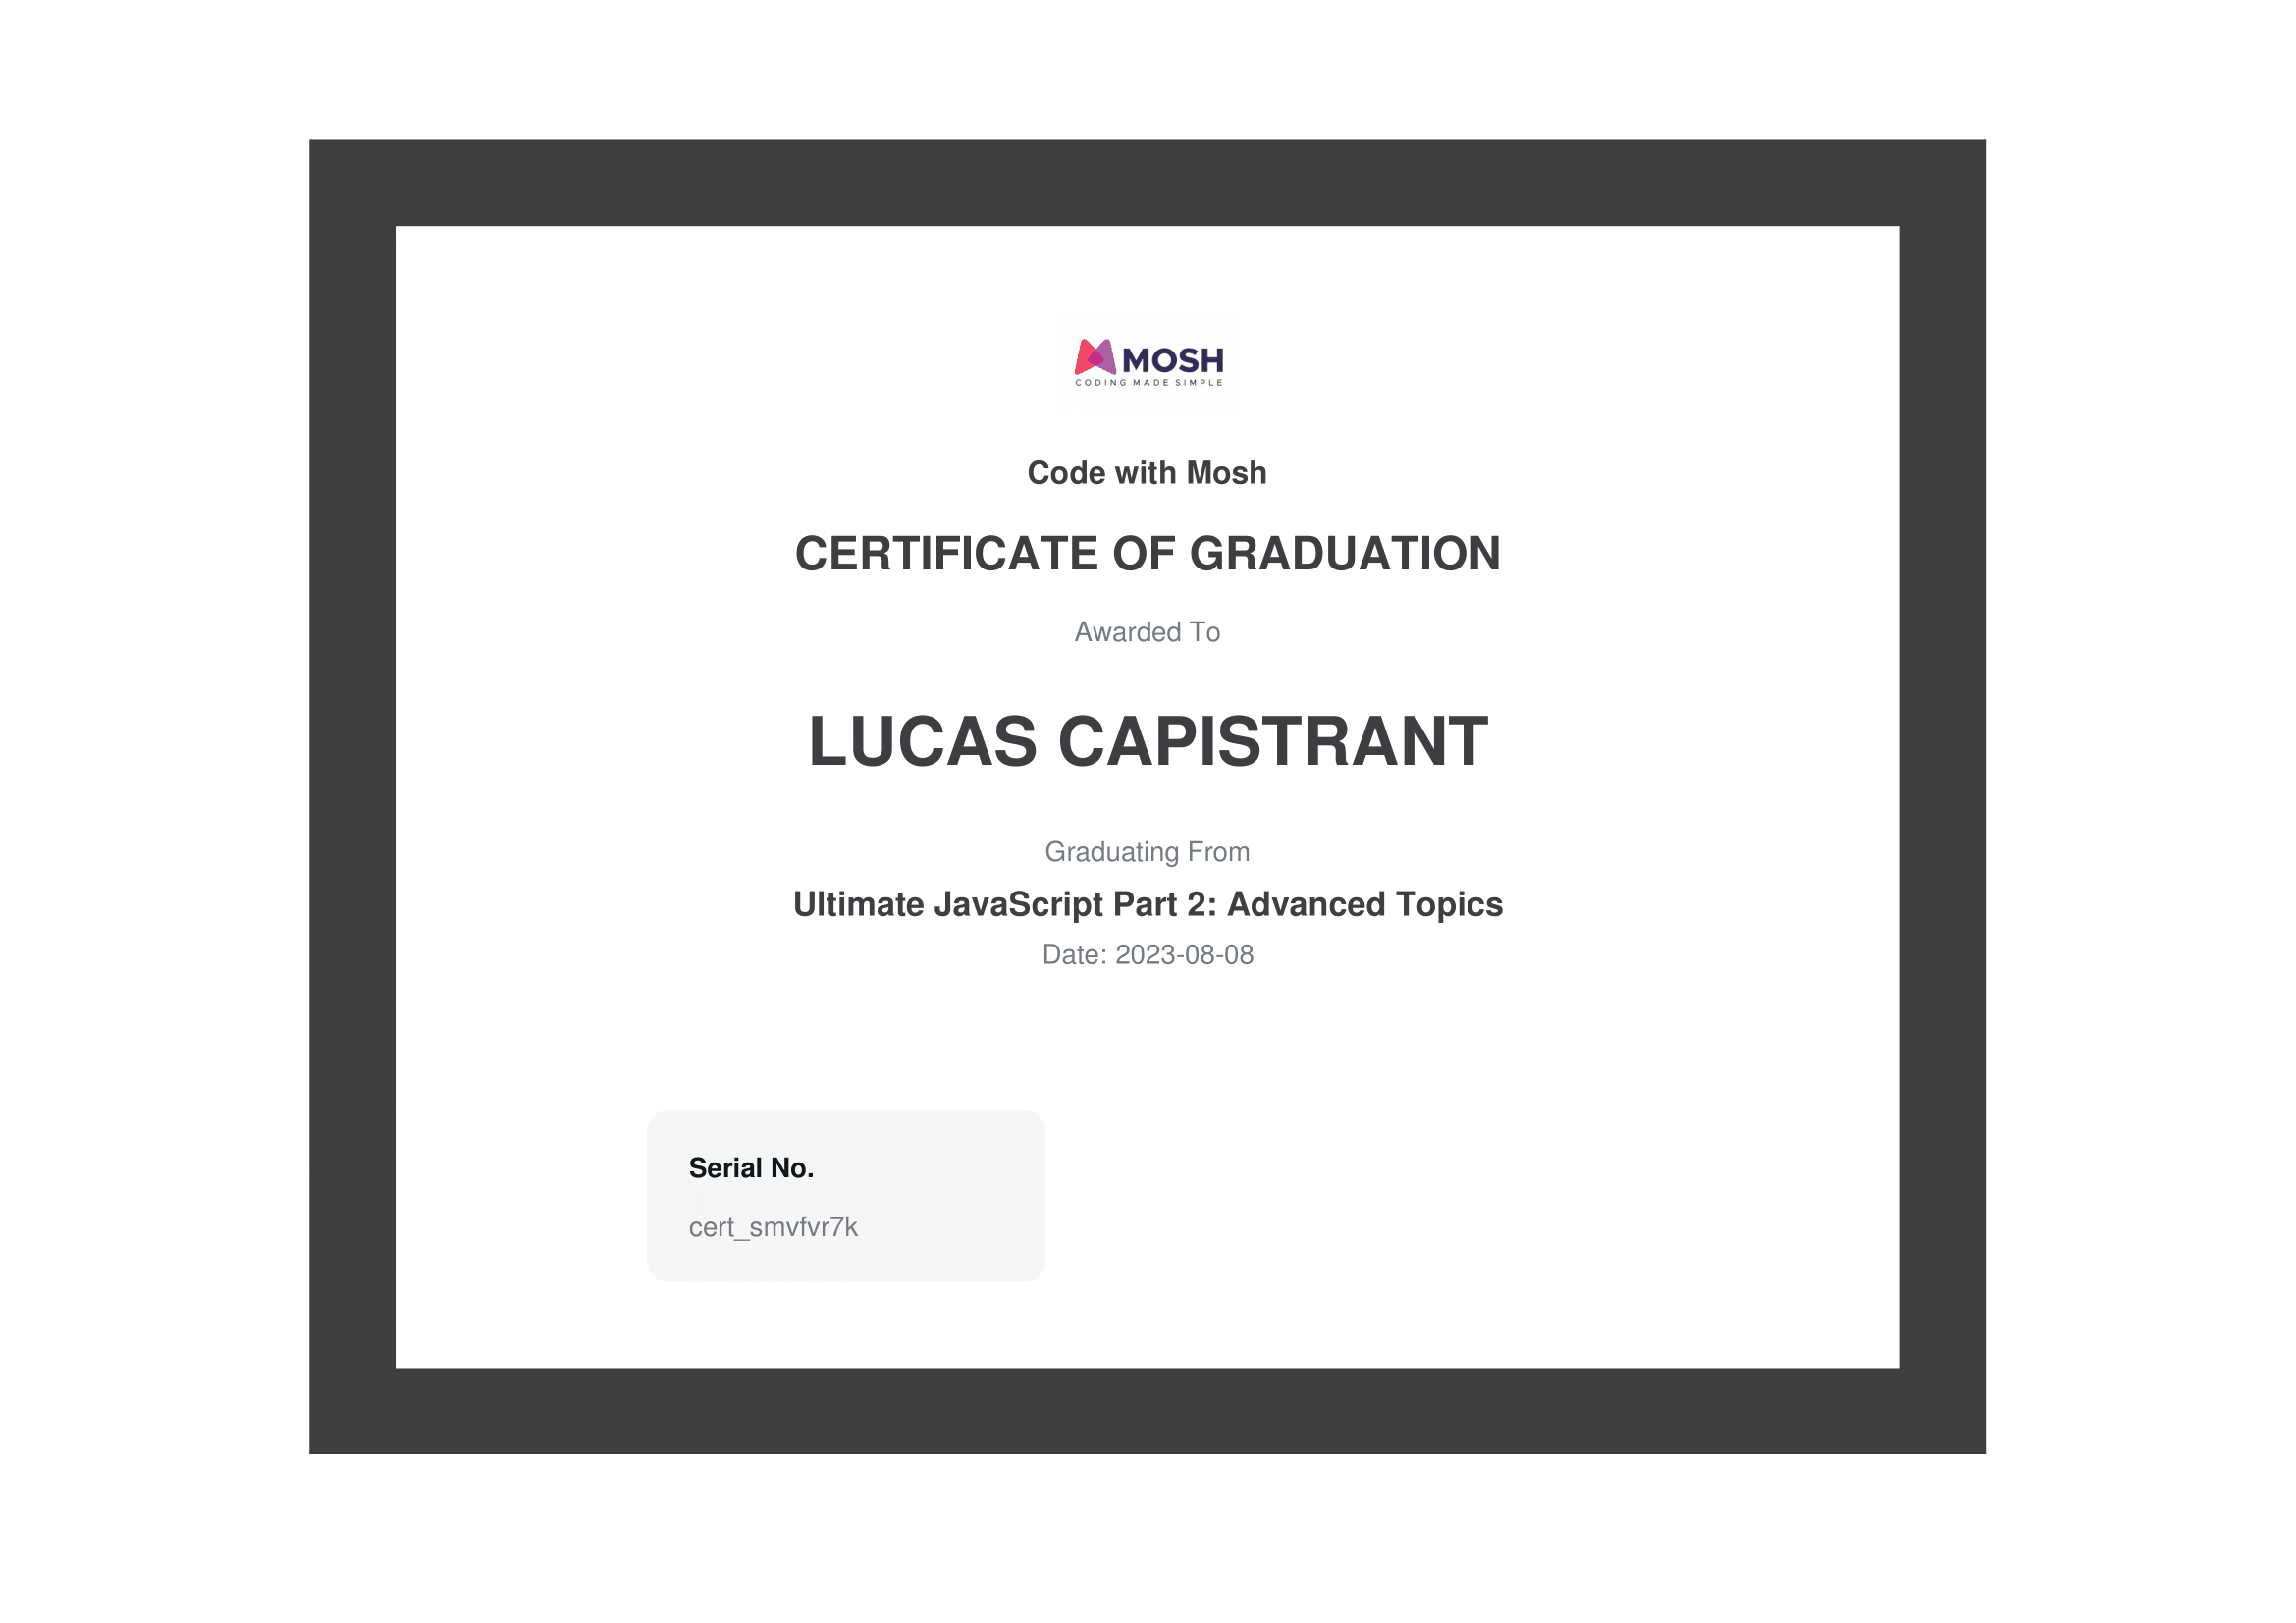 MOSH
CODING MADE SIMPLE
Code with Mosh
CERTIFICATE OF GRADUATION
Awarded To
LUCAS CAPISTRANT
Graduating From
Ultimate JavaScript Part 2: Advanced Topics
Date: 2023-08-08
Serial No.
cert_smvfvr7k